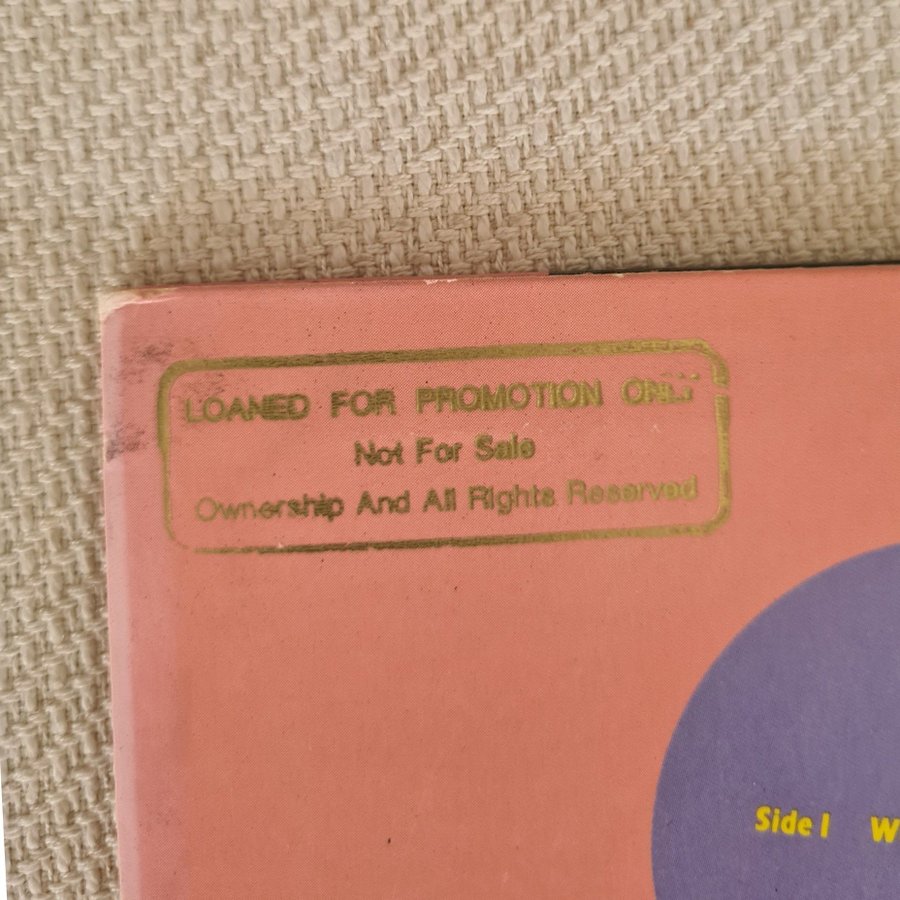 LOANED FOR PROMOTION ONLY
Not For Sale
Ownership And All Rights Reserved
Side I W